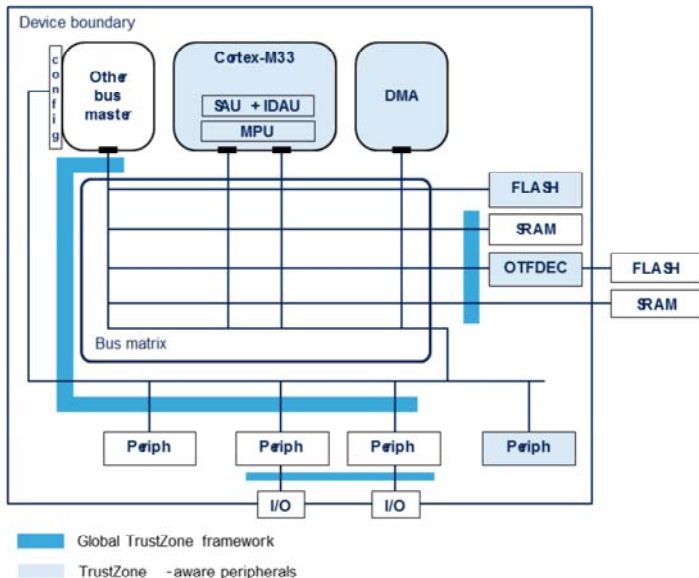 Device boundary
config
Other
bus
master
Cortex-M33
SAU + IDAU
MPU
DMA
FLASH
SRAM
OTFDEC
FLASH
SRAM
Bus matrix
Periph
Periph
Periph
Periph
I/O
I/O
Global TrustZone framework
TrustZone -aware peripherals